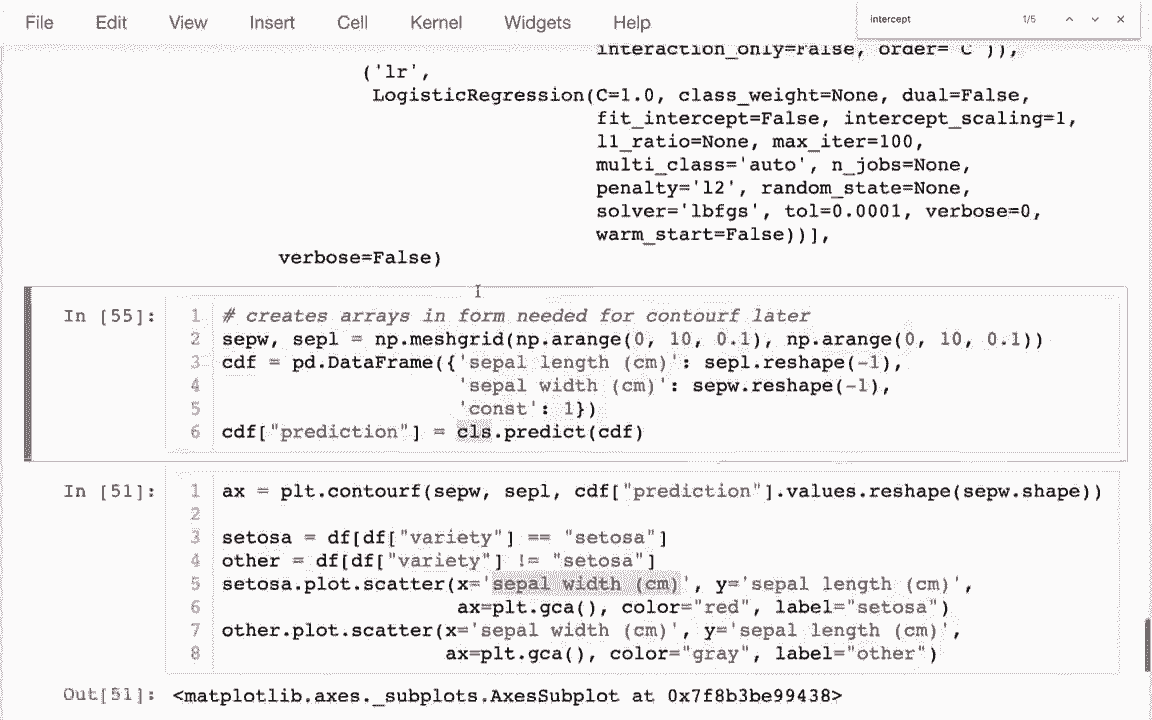 File Edit View Insert Cell Kernel Widgets Help
intercept 1/5
interaction_only=False, order='C')),
('lr',
LogisticRegression(C=1.0, class_weight=None, dual=False,
fit_intercept=False, intercept_scaling=1,
l1_ratio=None, max_iter=100,
multi_class='auto', n_jobs=None,
penalty='l2', random_state=None,
solver='lbfgs', tol=0.0001, verbose=0,
warm_start=False))],
verbose=False)
In [55]:
1 # creates arrays in form needed for contourf later
2 sepw, sepl = np.meshgrid(np.arange(0, 10, 0.1), np.arange(0, 10, 0.1))
3 cdf = pd.DataFrame({'sepal length (cm)': sepl.reshape(-1),
4 'sepal width (cm)': sepw.reshape(-1),
5 'const': 1})
6 cdf["prediction"] = cls.predict(cdf)
In [51]:
1 ax = plt.contourf(sepw, sepl, cdf["prediction"].values.reshape(sepw.shape))
2
3 setosa = df[df["variety"] == "setosa"]
4 other = df[df["variety"] != "setosa"]
5 setosa.plot.scatter(x='sepal width (cm)', y='sepal length (cm)',
6 ax=plt.gca(), color="red", label="setosa")
7 other.plot.scatter(x='sepal width (cm)', y='sepal length (cm)',
8 ax=plt.gca(), color="gray", label="other")
Out[51]: <matplotlib.axes._subplots.AxesSubplot at 0x7f8b3be99438>